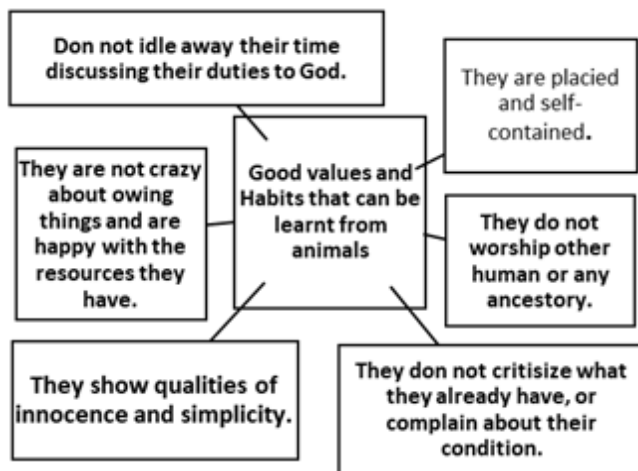 Don not idle away their time
discussing their duties to God.
They are placied
and self-
contained.
Good values and
Habits that can be
learnt from
animals
They are not crazy
about owing
things and are
happy with the
resources they
have.
They do not
worship other
human or any
ancestory.
They show qualities of
innocence and simplicity.
They don not critisize what
they already have, or
complain about their
condition.